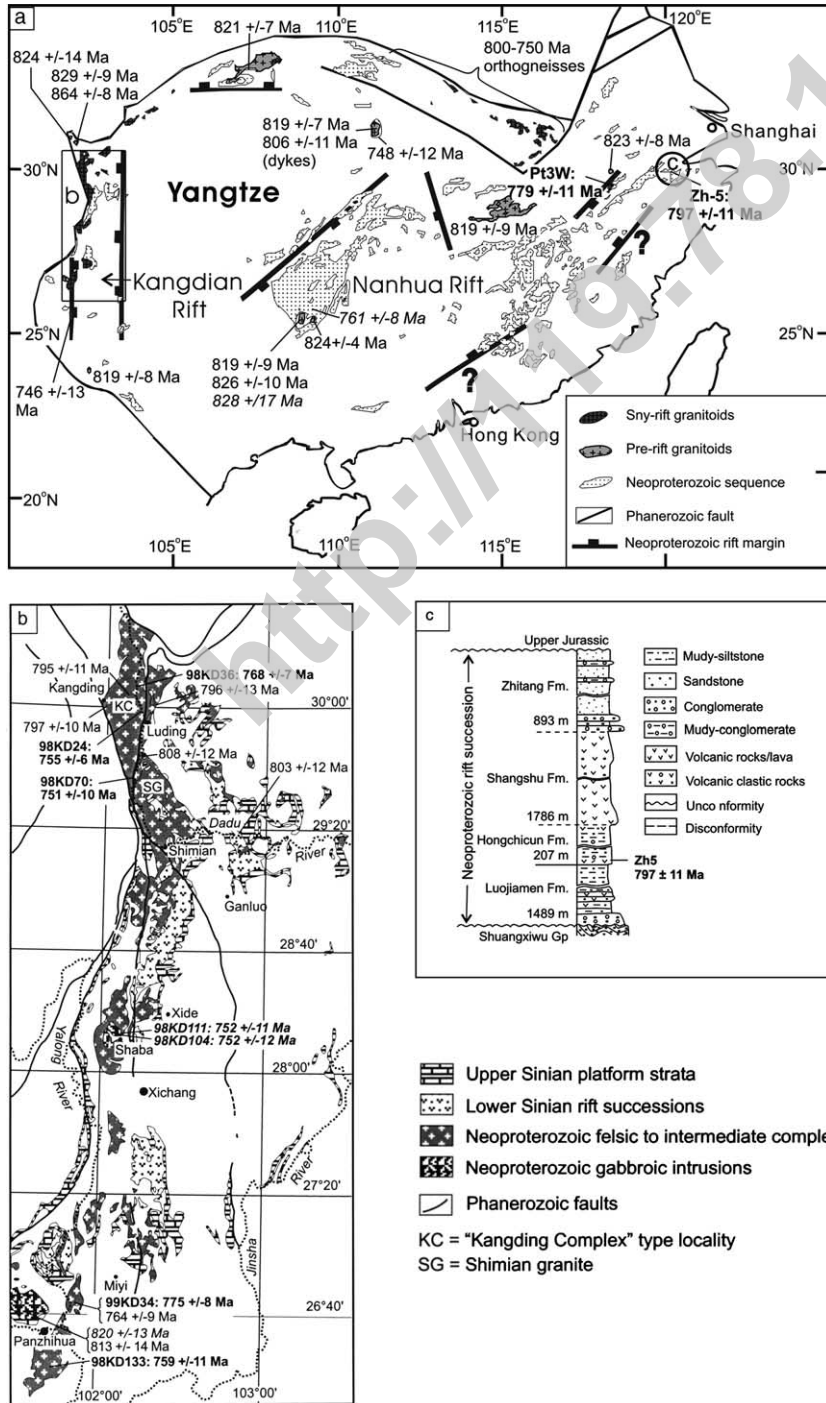 a
105°E
110°E
115°E
120°E
821 +/-7 Ma
800-750 Ma
orthogneisses
824 +/-14 Ma
829 +/-9 Ma
864 +/-8 Ma
819 +/-7 Ma
806 +/-11 Ma
(dykes)
748 +/-12 Ma
823 +/-8 Ma
Shanghai
30°N
30°N
C
b
Yangtze
Pt3W:
779 +/-11 Ma
Zh-5:
797 +/-11 Ma
819 +/-9 Ma
?
Kangdian
Rift
Nanhua Rift
761 +/-8 Ma
824+/-4 Ma
25°N
25°N
819 +/-9 Ma
826 +/-10 Ma
828 +/17 Ma
746 +/-13
Ma
819 +/-8 Ma
?
Hong Kong
20°N
105°E
110°E
115°E
Sny-rift granitoids
Pre-rift granitoids
Neoproterozoic sequence
Phanerozoic fault
Neoproterozoic rift margin
http://119.78.1
b
795 +/-11 Ma
Kangding
98KD36: 768 +/-7 Ma
796 +/-13 Ma
KC
30°00'
797 +/-10 Ma
Luding
98KD24:
755 +/-6 Ma
808 +/-12 Ma
98KD70:
751 +/-10 Ma
SG
803 +/-12 Ma
Dadu
29°20'
River
Shimian
Ganluo
28°40'
Xide
98KD111: 752 +/-11 Ma
98KD104: 752 +/-12 Ma
Shaba
Yalong
River
28°00'
Xichang
River
27°20'
Jinsha
Miyi
99KD34: 775 +/-8 Ma
764 +/-9 Ma
26°40'
820 +/-13 Ma
813 +/- 14 Ma
Panzhihua
98KD133: 759 +/-11 Ma
102°00'
103°00'
c
Upper Jurassic
Neoproterozoic rift succession
Zhitang Fm.
893 m
Shangshu Fm.
1786 m
Hongchicun Fm.
207 m
Zh5
797 ± 11 Ma
Luojiamen Fm.
1489 m
Shuangxiwu Gp
Mudy-siltstone
Sandstone
Conglomerate
Mudy-conglomerate
Volcanic rocks/lava
Volcanic clastic rocks
Unco nformity
Disconformity
Upper Sinian platform strata
Lower Sinian rift successions
Neoproterozoic felsic to intermediate comple
Neoproterozoic gabbroic intrusions
Phanerozoic faults
KC = "Kangding Complex" type locality
SG = Shimian granite